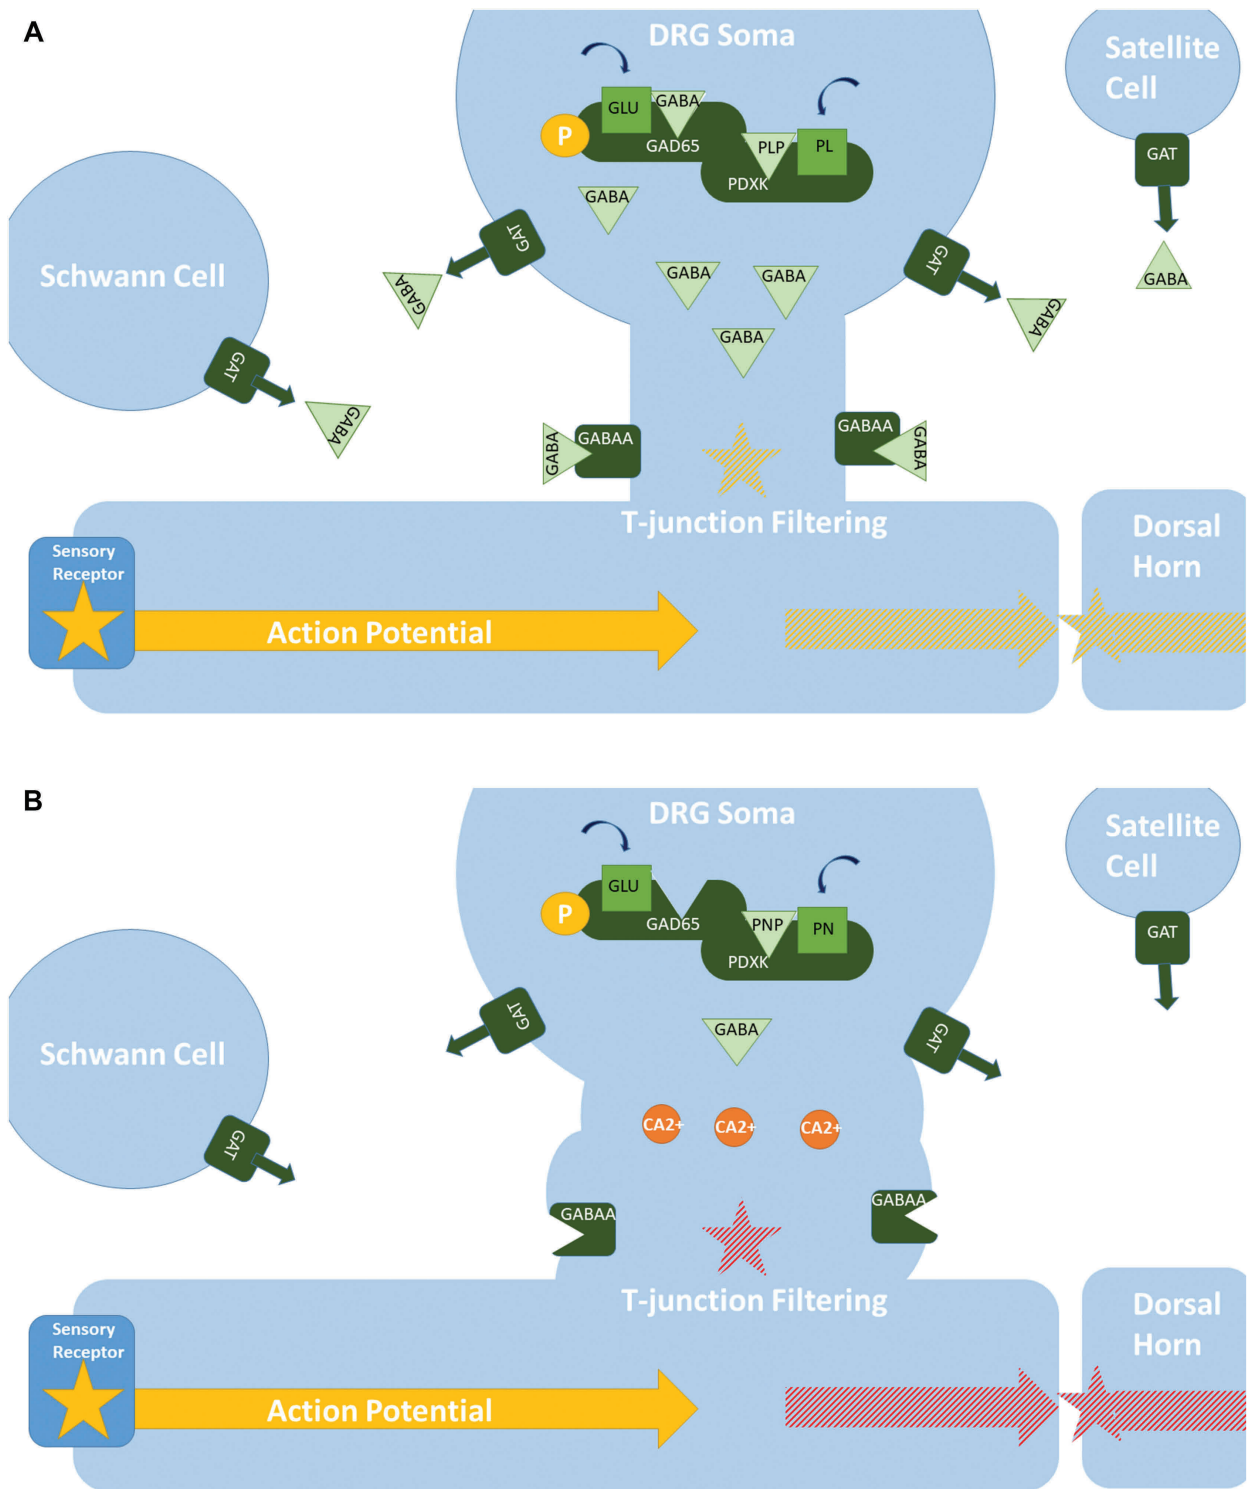 A
DRG Soma
Satellite
Cell
GLU
GABA
P
GAD65
PLP
PL
PDXK
GAT
GABA
GAT
GAT
Schwann Cell
GABA
GABA
GABA
GABA
GABA
GABA
GAT
GABA
GABA
GABAA
GABA
GABAA
GABA
T-junction Filtering
Dorsal
Horn
Sensory
Receptor
Action Potential
B
DRG Soma
Satellite
Cell
GLU
P
GAD65
PNP
PN
PDXK
GAT
GAT
GABA
GAT
Schwann Cell
CA2+
CA2+
CA2+
GAT
GABAA
GABAA
T-junction Filtering
Dorsal
Horn
Sensory
Receptor
Action Potential